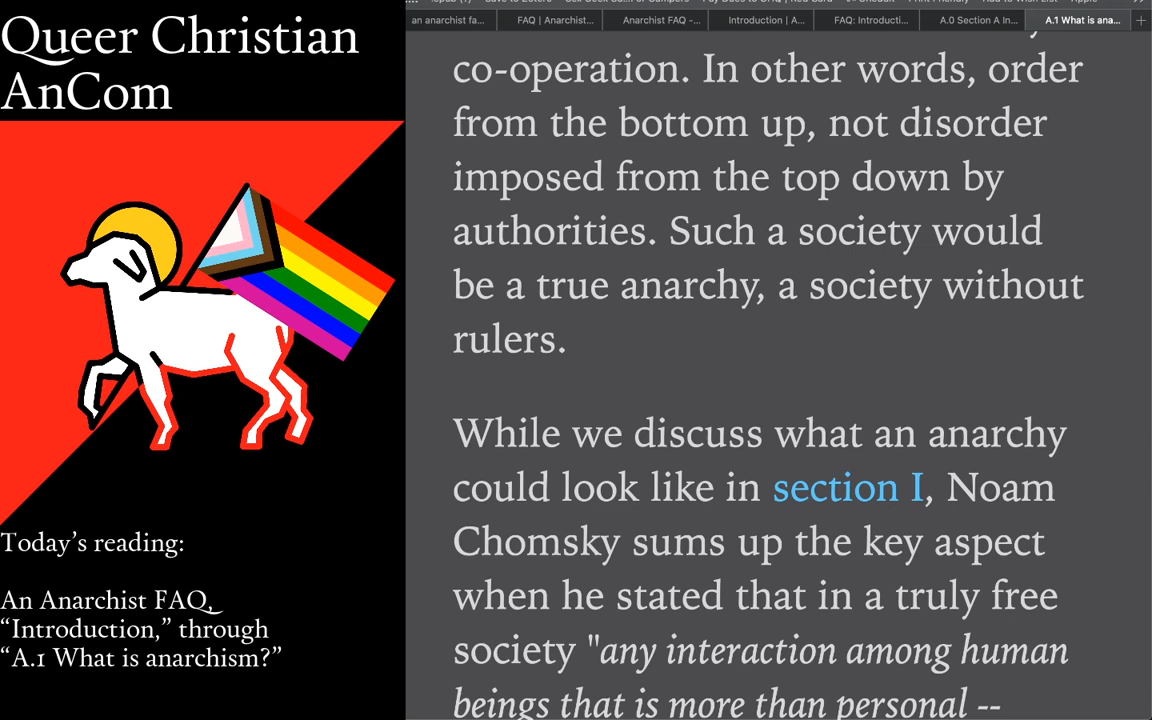 Queer Christian
AnCom
Today's reading:
An Anarchist FAQ,
“Introduction,” through
“A.1 What is anarchism?”
an anarchist fa...
FAQ | Anarchist...
Anarchist FAQ -...
Introduction | A...
FAQ: Introducti...
A.0 Section A In...
A.1 What is ana...
co-operation. In other words, order
from the bottom up, not disorder
imposed from the top down by
authorities. Such a society would
be a true anarchy, a society without
rulers.
While we discuss what an anarchy
could look like in section I, Noam
Chomsky sums up the key aspect
when he stated that in a truly free
society "any interaction among human
beings that is more than personal --